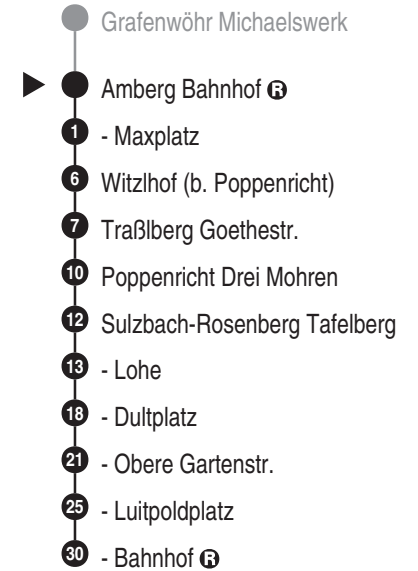 Grafenwöhr Michaelswerk
Amberg Bahnhof R
1 - Maxplatz
6 Witzlhof (b. Poppenricht)
7 Traßlberg Goethestr.
10 Poppenricht Drei Mohren
12 Sulzbach-Rosenberg Tafelberg
13 - Lohe
18 - Dultplatz
21 - Obere Gartenstr.
25 - Luitpoldplatz
30 - Bahnhof R